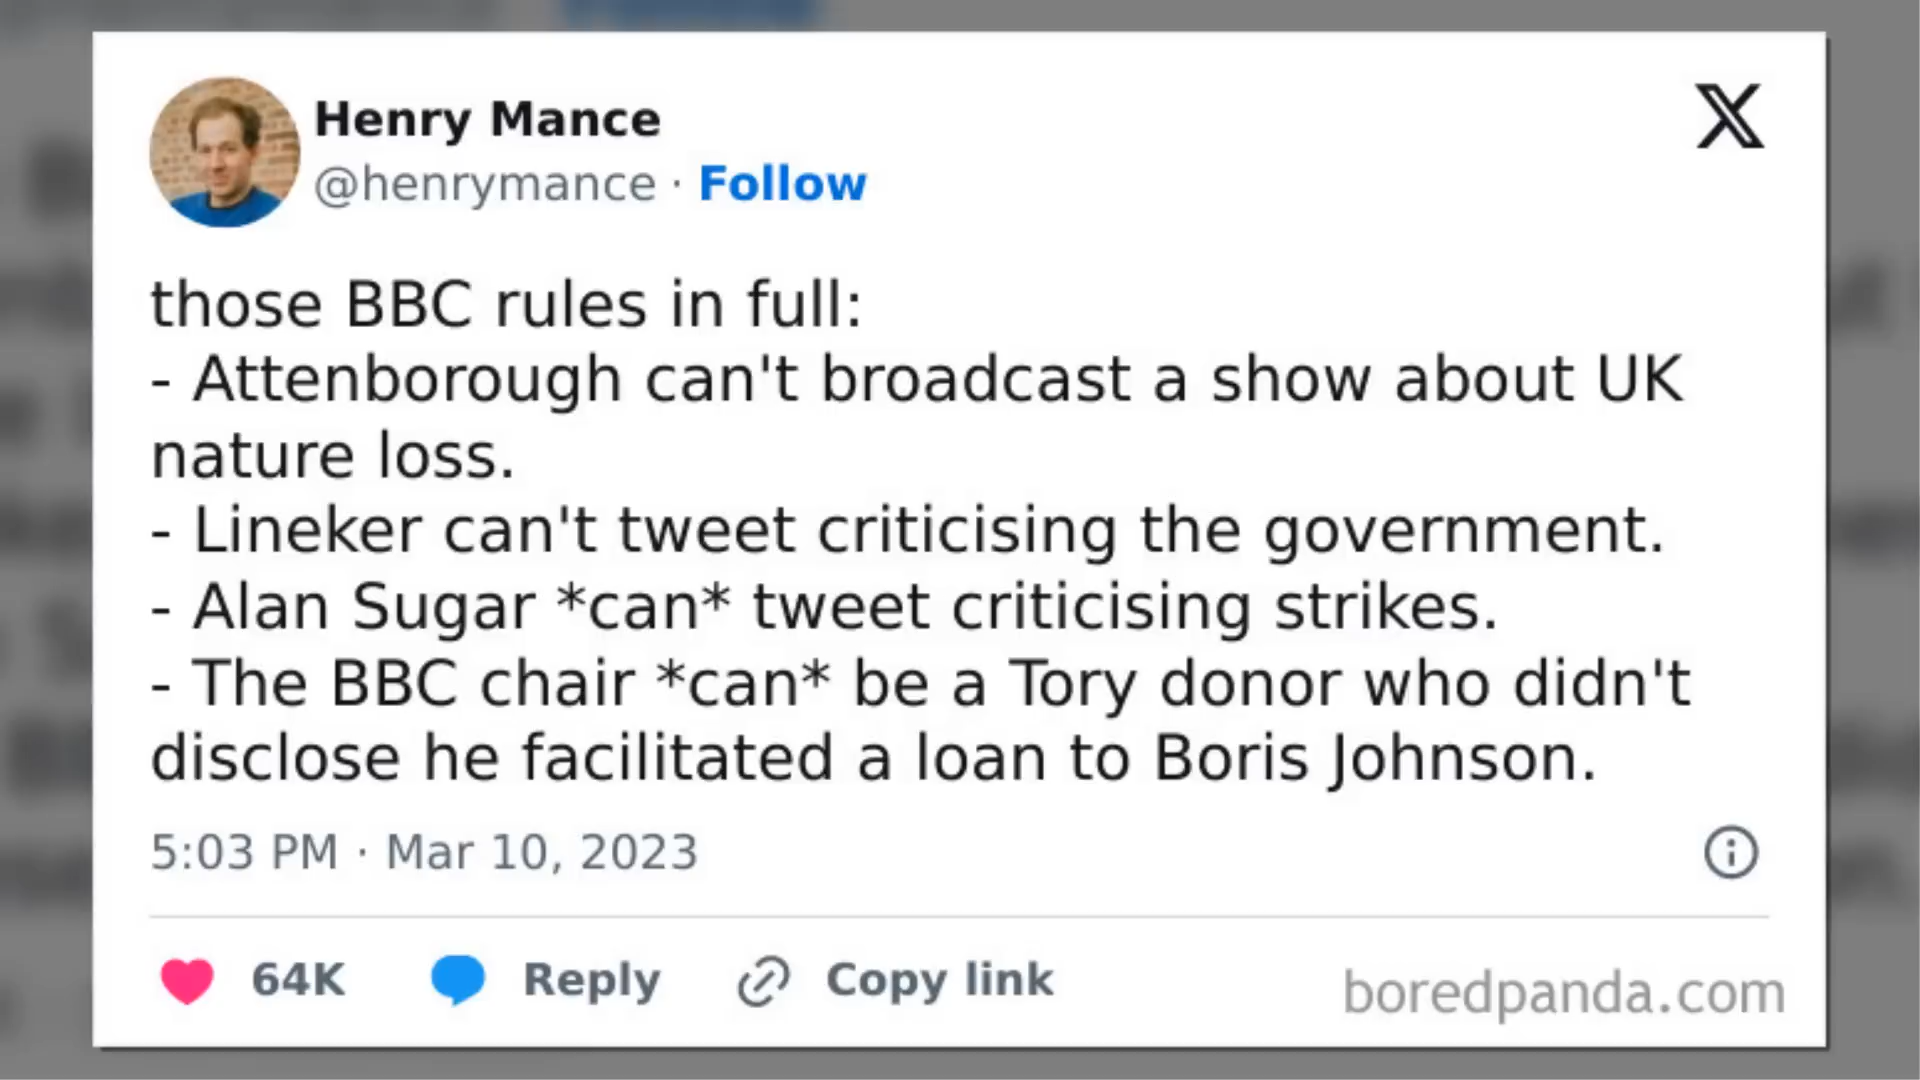 Henry Mance
@henrymance · Follow
those BBC rules in full:
- Attenborough can't broadcast a show about UK
nature loss.
- Lineker can't tweet criticising the government.
- Alan Sugar *can* tweet criticising strikes.
- The BBC chair *can* be a Tory donor who didn't
disclose he facilitated a loan to Boris Johnson.
5:03 PM · Mar 10, 2023
64K Reply Copy link
boredpanda.com